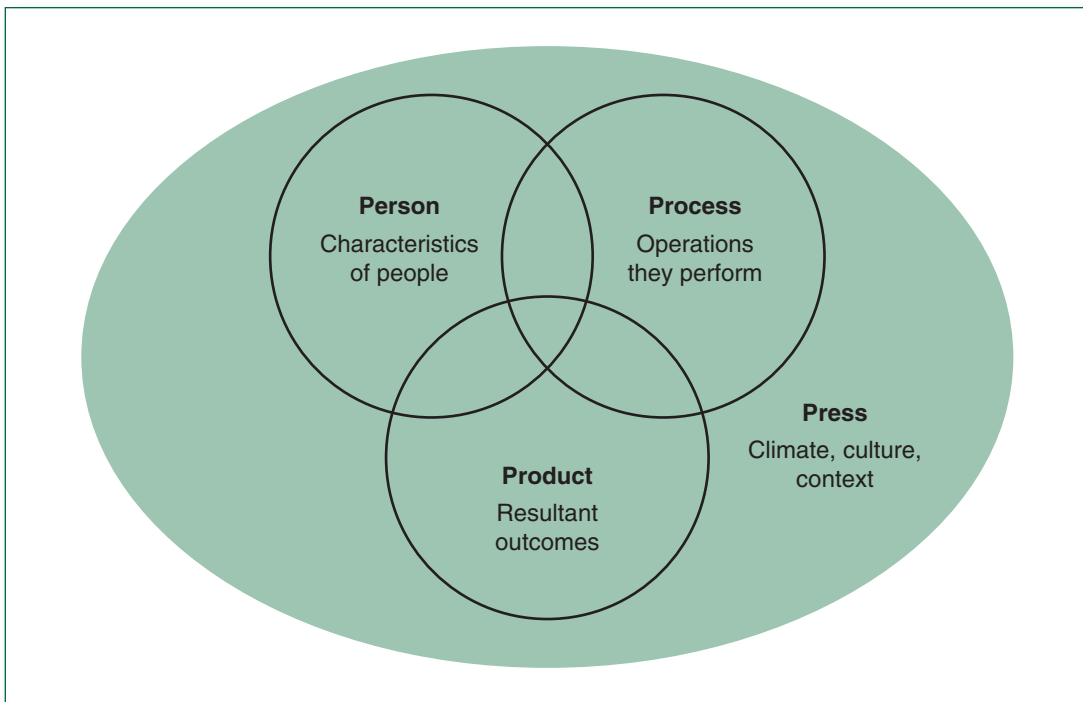 Person
Characteristics
of people
Process
Operations
they perform
Product
Resultant
outcomes
Press
Climate, culture,
context